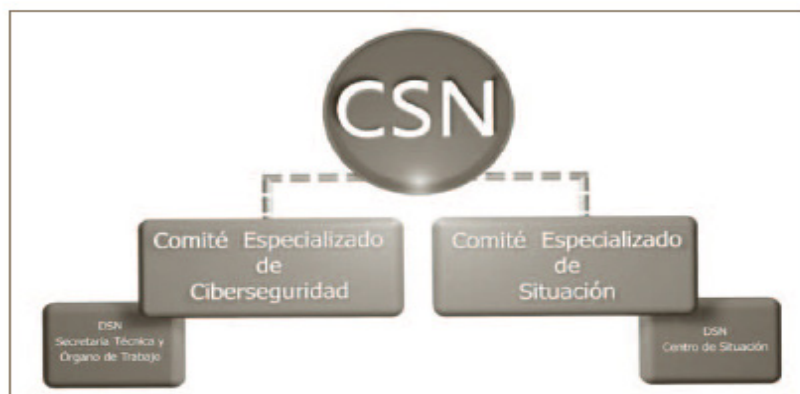 CSN
Comité Especializado
de
Ciberseguridad
Comité Especializado
de
Situación
DSN
Secretaría Técnica y
Órgano de Trabajo
DSN
Centro de Situación